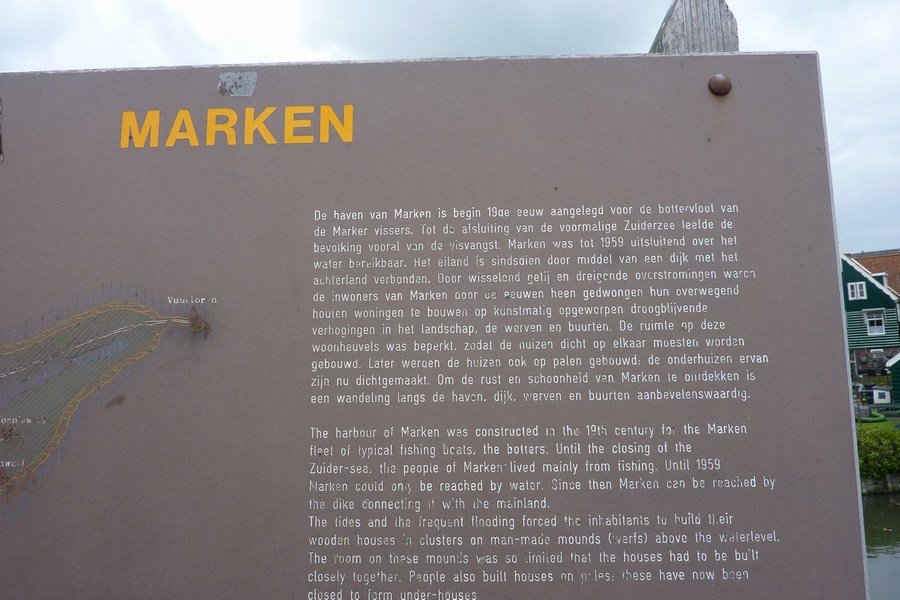 MARKEN
De haven van Marken is begin 19de eeuw aangelegd voor de bottervloot van
de Marker vissers. Tot de afsluiting van de voormalige Zuiderzee leefde de
bevolking vooral van de visvangst. Marken was tot 1959 uitsluitend over het
water bereikbaar. Het eiland is sindsdien door middel van een dijk met het
achterland verbonden. Door wisselend getij en dreigende overstromingen waren
de inwoners van Marken door de eeuwen heen gedwongen hun overwegend
houten woningen te bouwen op kunstmatig opgeworpen droogblijvende
verhogingen in het landschap, de werven en buurten. De ruimte op deze
woonheuvels was beperkt, zodat de huizen dicht op elkaar moesten worden
gebouwd. Later werden de huizen ook op palen gebouwd; de onderhuizen ervan
zijn nu dichtgemaakt. Om de rust en schoonheid van Marken te ontdekken is
een wandeling langs de haven, dijk, werven en buurten aanbevelenswaardig.
The harbour of Marken was constructed in the 19th century for the Marken
fleet of typical fishing boats, the botters. Until the closing of the
Zuider-sea, the people of Marken lived mainly from fishing. Until 1959
Marken could only be reached by water. Since then Marken can be reached by
the dike connecting it with the mainland.
The tides and the frequent flooding forced the inhabitants to build their
wooden houses in clusters on man-made mounds (werfs) above the waterlevel.
The room on these mounds was so limited that the houses had to be built
closely together. People also built houses on poles; these have now been
closed to form under-houses
Vuurtoren